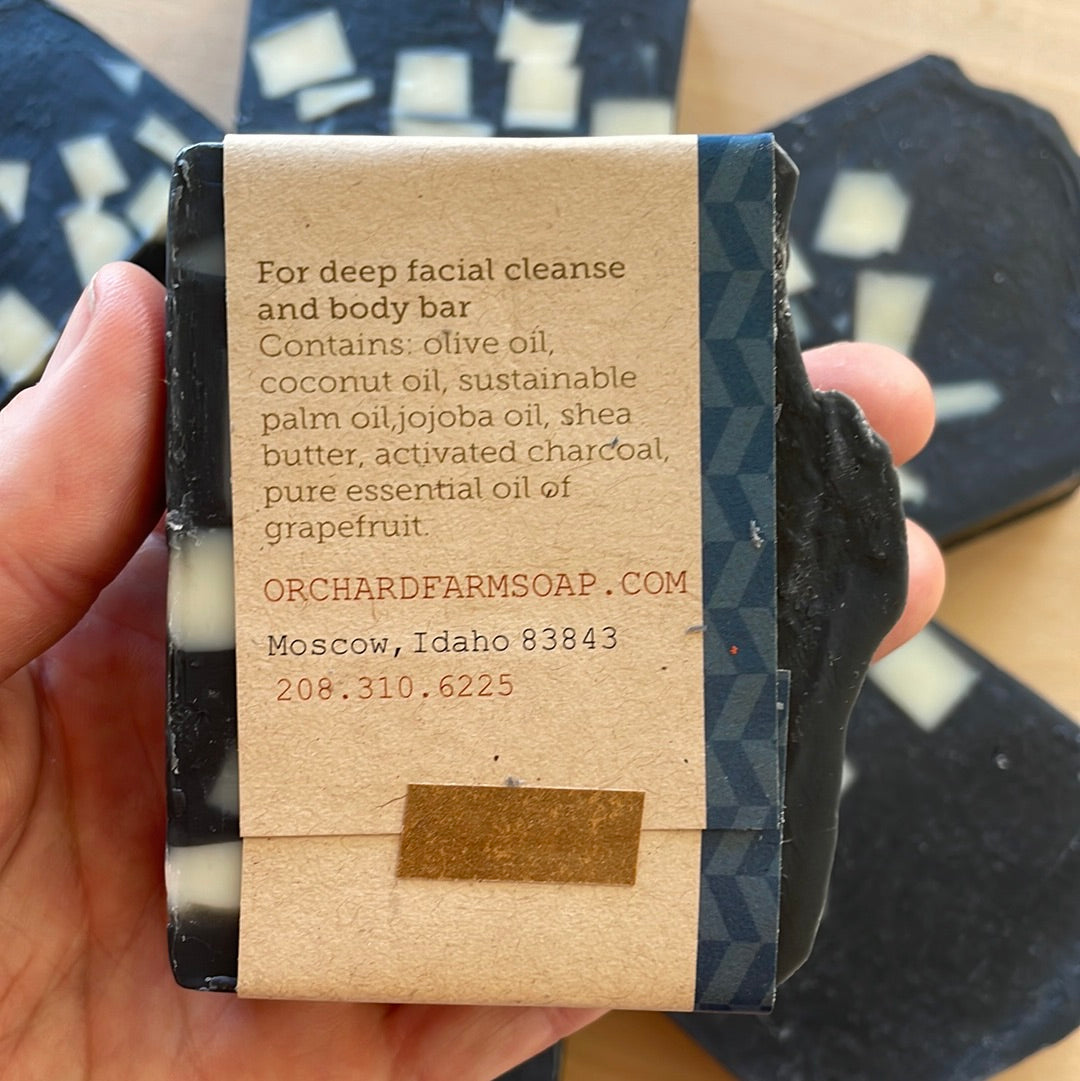 For deep facial cleanse
and body bar
Contains: olive oil,
coconut oil, sustainable
palm oil,jojoba oil, shea
butter, activated charcoal,
pure essential oil of
grapefruit.
ORCHARDFARMSOAP.COM
Moscow, Idaho 83843
208.310.6225